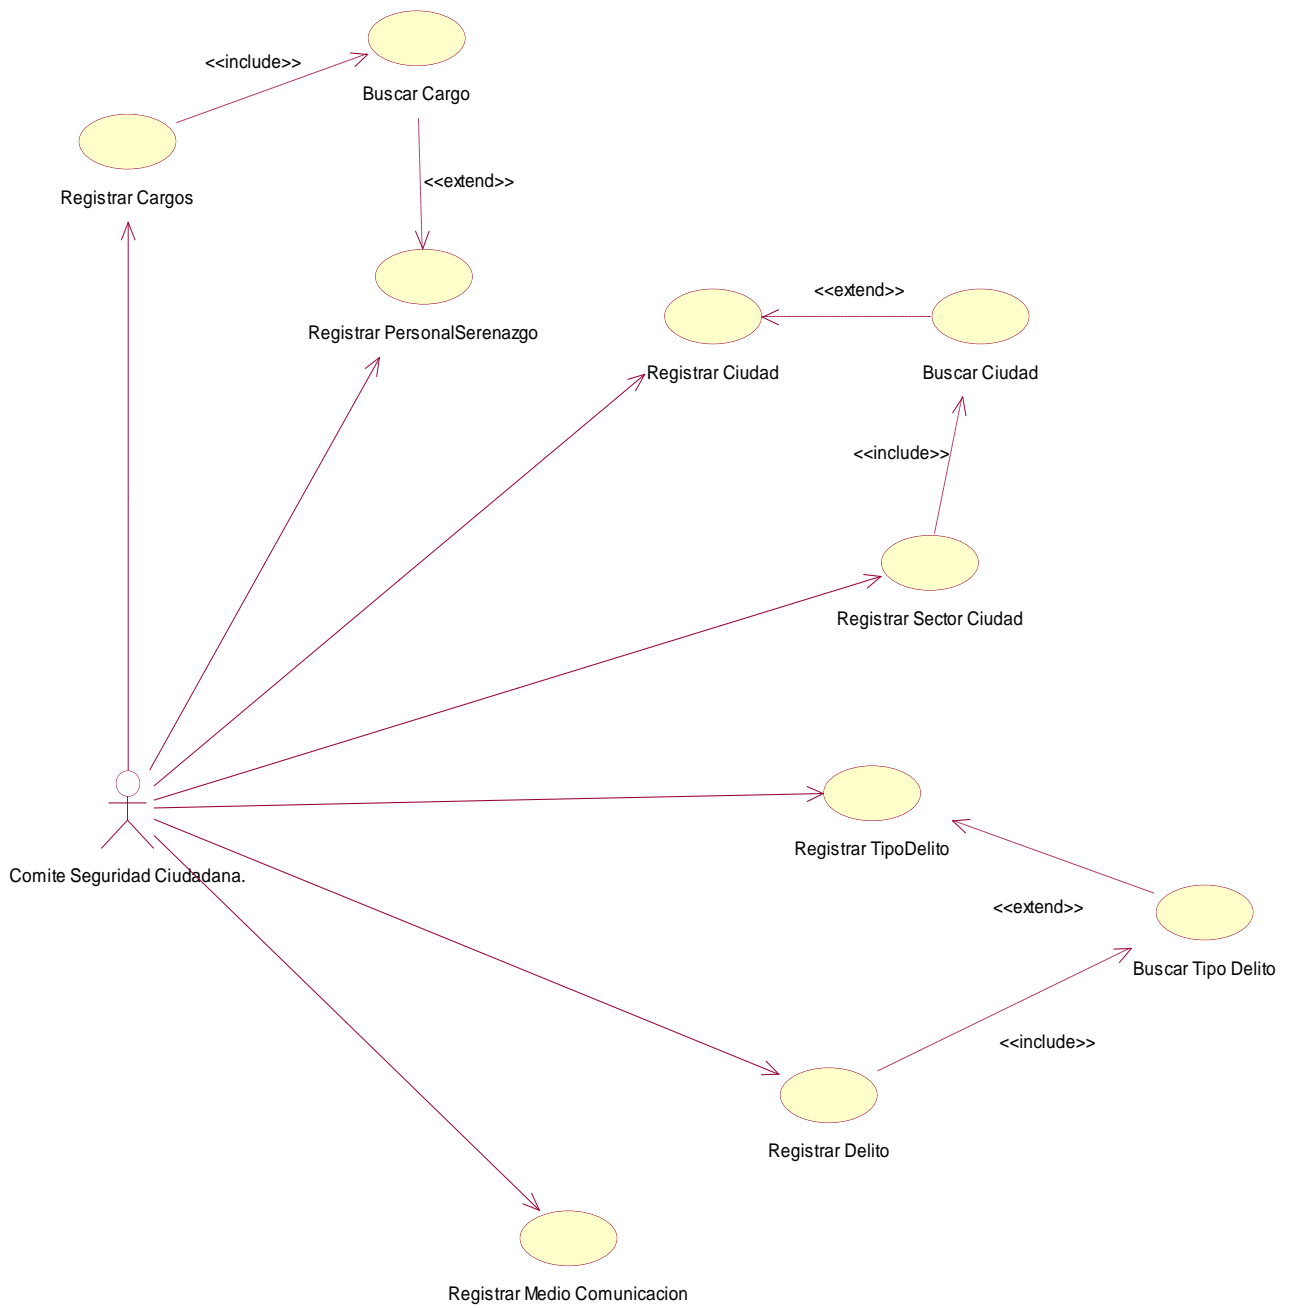 <<include>>
Buscar Cargo
<<extend>>
Registrar Cargos
Registrar PersonalSerenazgo
<<extend>>
Registrar Ciudad
Buscar Ciudad
<<include>>
Registrar Sector Ciudad
Registrar TipoDelito
Comite Seguridad Ciudadana.
<<extend>>
Buscar Tipo Delito
<<include>>
Registrar Delito
Registrar Medio Comunicacion